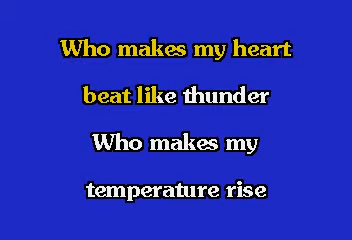 Who makes my heart
beat like thunder
Who makes my
temperature rise